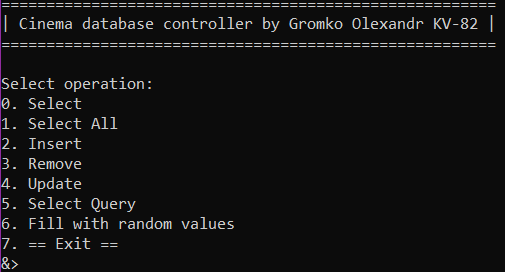 =======================================================
| Cinema database controller by Gromko Olexandr KV-82 |
=======================================================
Select operation:
0. Select
1. Select All
2. Insert
3. Remove
4. Update
5. Select Query
6. Fill with random values
7. == Exit ==
&>